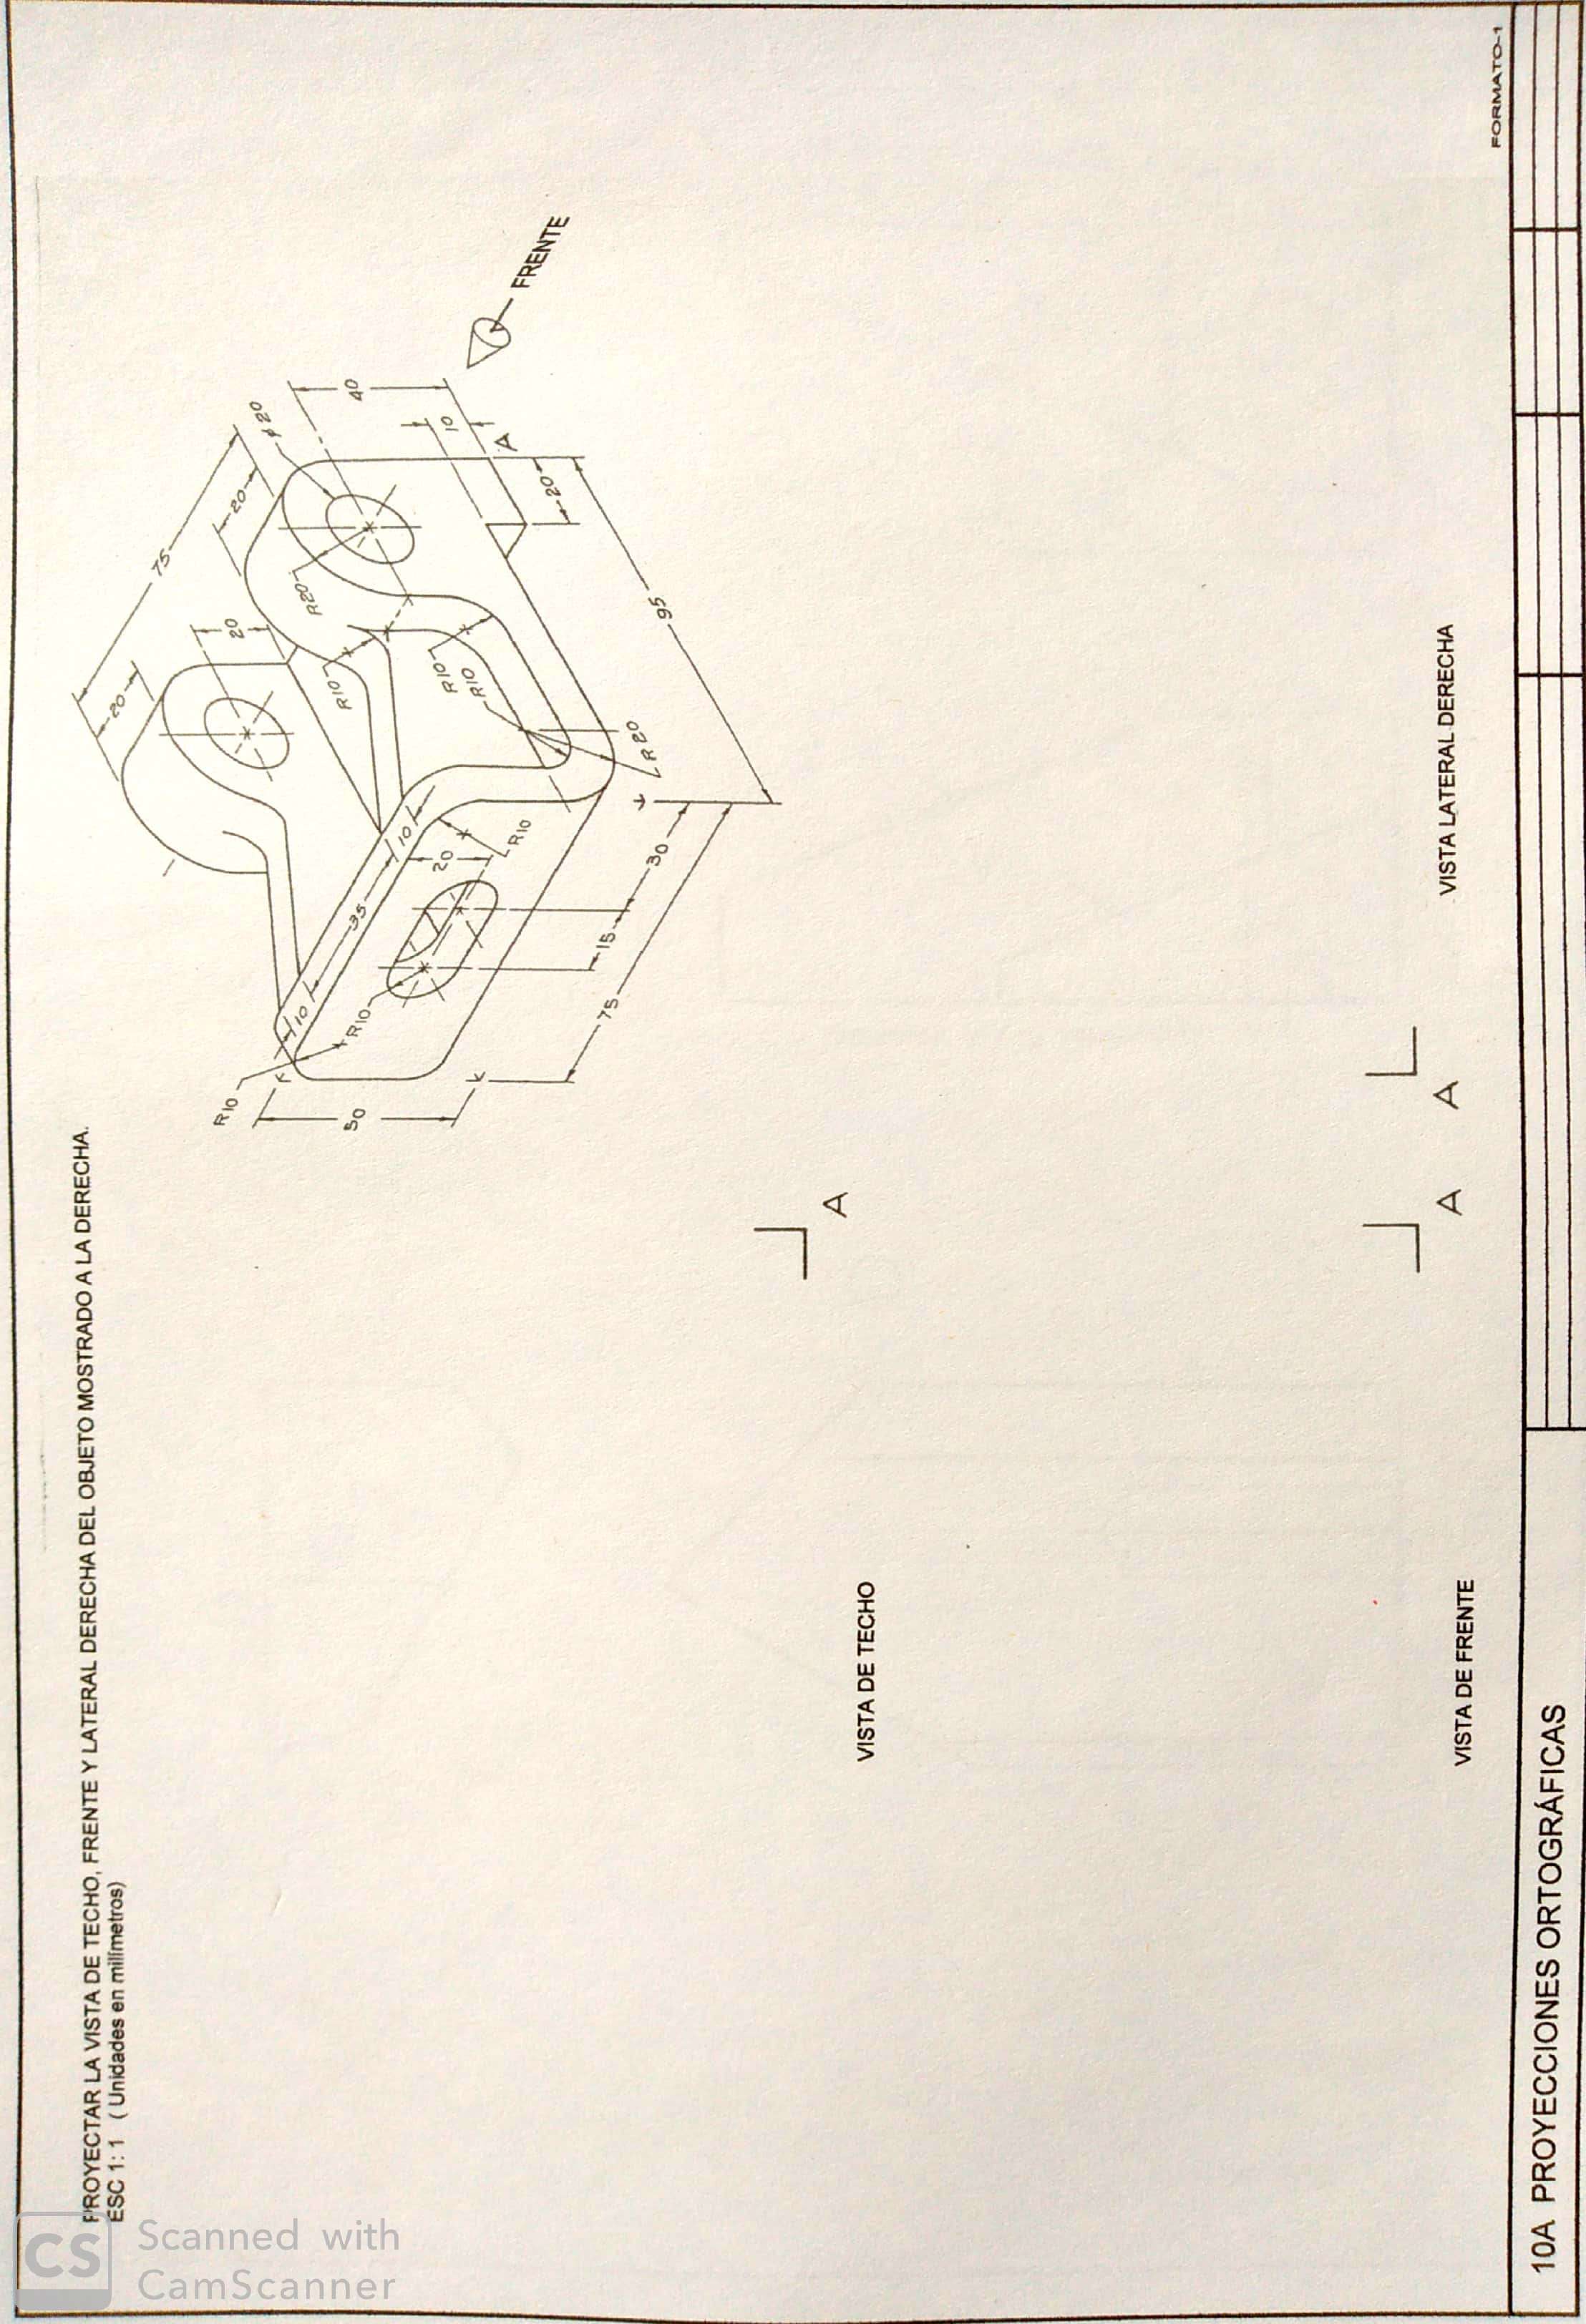 CS
Scanned with
CamScanner
PROYECTAR LA VISTA DE TECHO, FRENTE Y LATERAL DERECHA DEL OBJETO MOSTRADO A LA DERECHA.
ESC 1: 1 ( Unidades en milímetros)
20
75
R10
20
20
Ø 20
10
R20
R10
50
R10
35
40
10
20
R10
10
R10
R10
A
FRENTE
20
75
15
30
R 20
95
A
VISTA DE TECHO
A
A
VISTA DE FRENTE
VISTA LATERAL DERECHA
FORMATO-1
10A PROYECCIONES ORTOGRÁFICAS